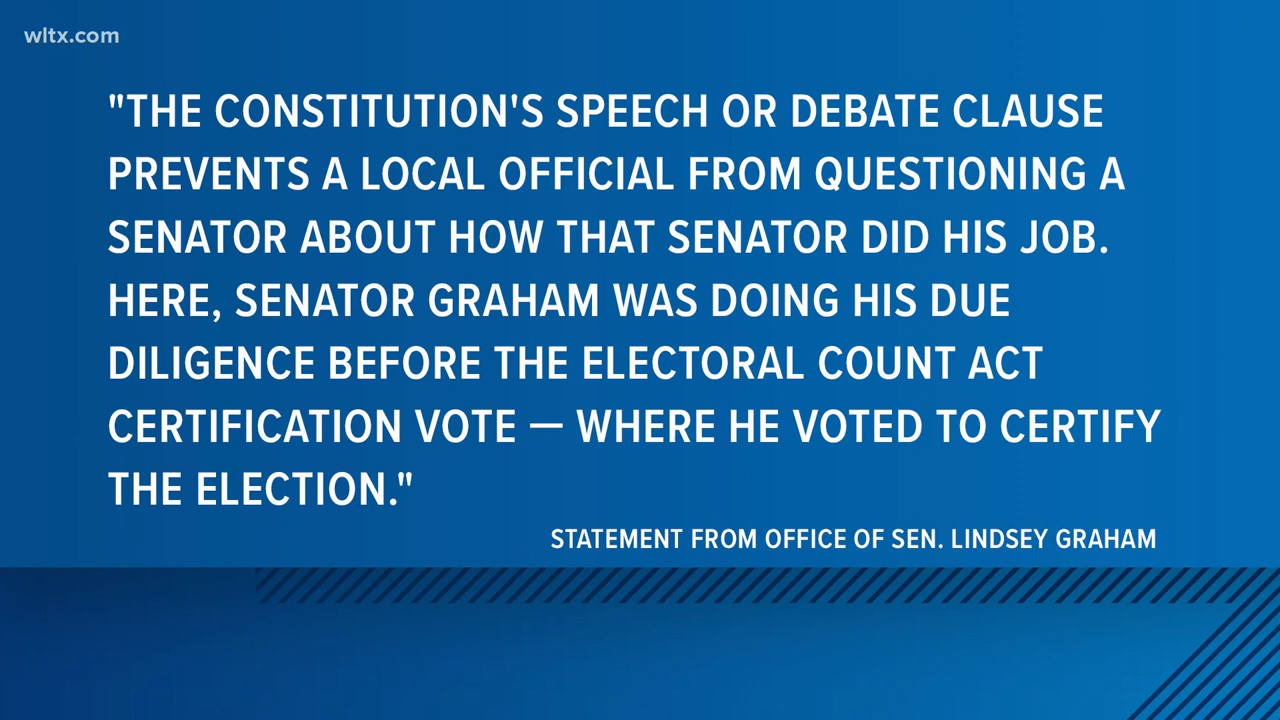 wltx.com
"THE CONSTITUTION'S SPEECH OR DEBATE CLAUSE
PREVENTS A LOCAL OFFICIAL FROM QUESTIONING A
SENATOR ABOUT HOW THAT SENATOR DID HIS JOB.
HERE, SENATOR GRAHAM WAS DOING HIS DUE
DILIGENCE BEFORE THE ELECTORAL COUNT ACT
CERTIFICATION VOTE — WHERE HE VOTED TO CERTIFY
THE ELECTION."
STATEMENT FROM OFFICE OF SEN. LINDSEY GRAHAM